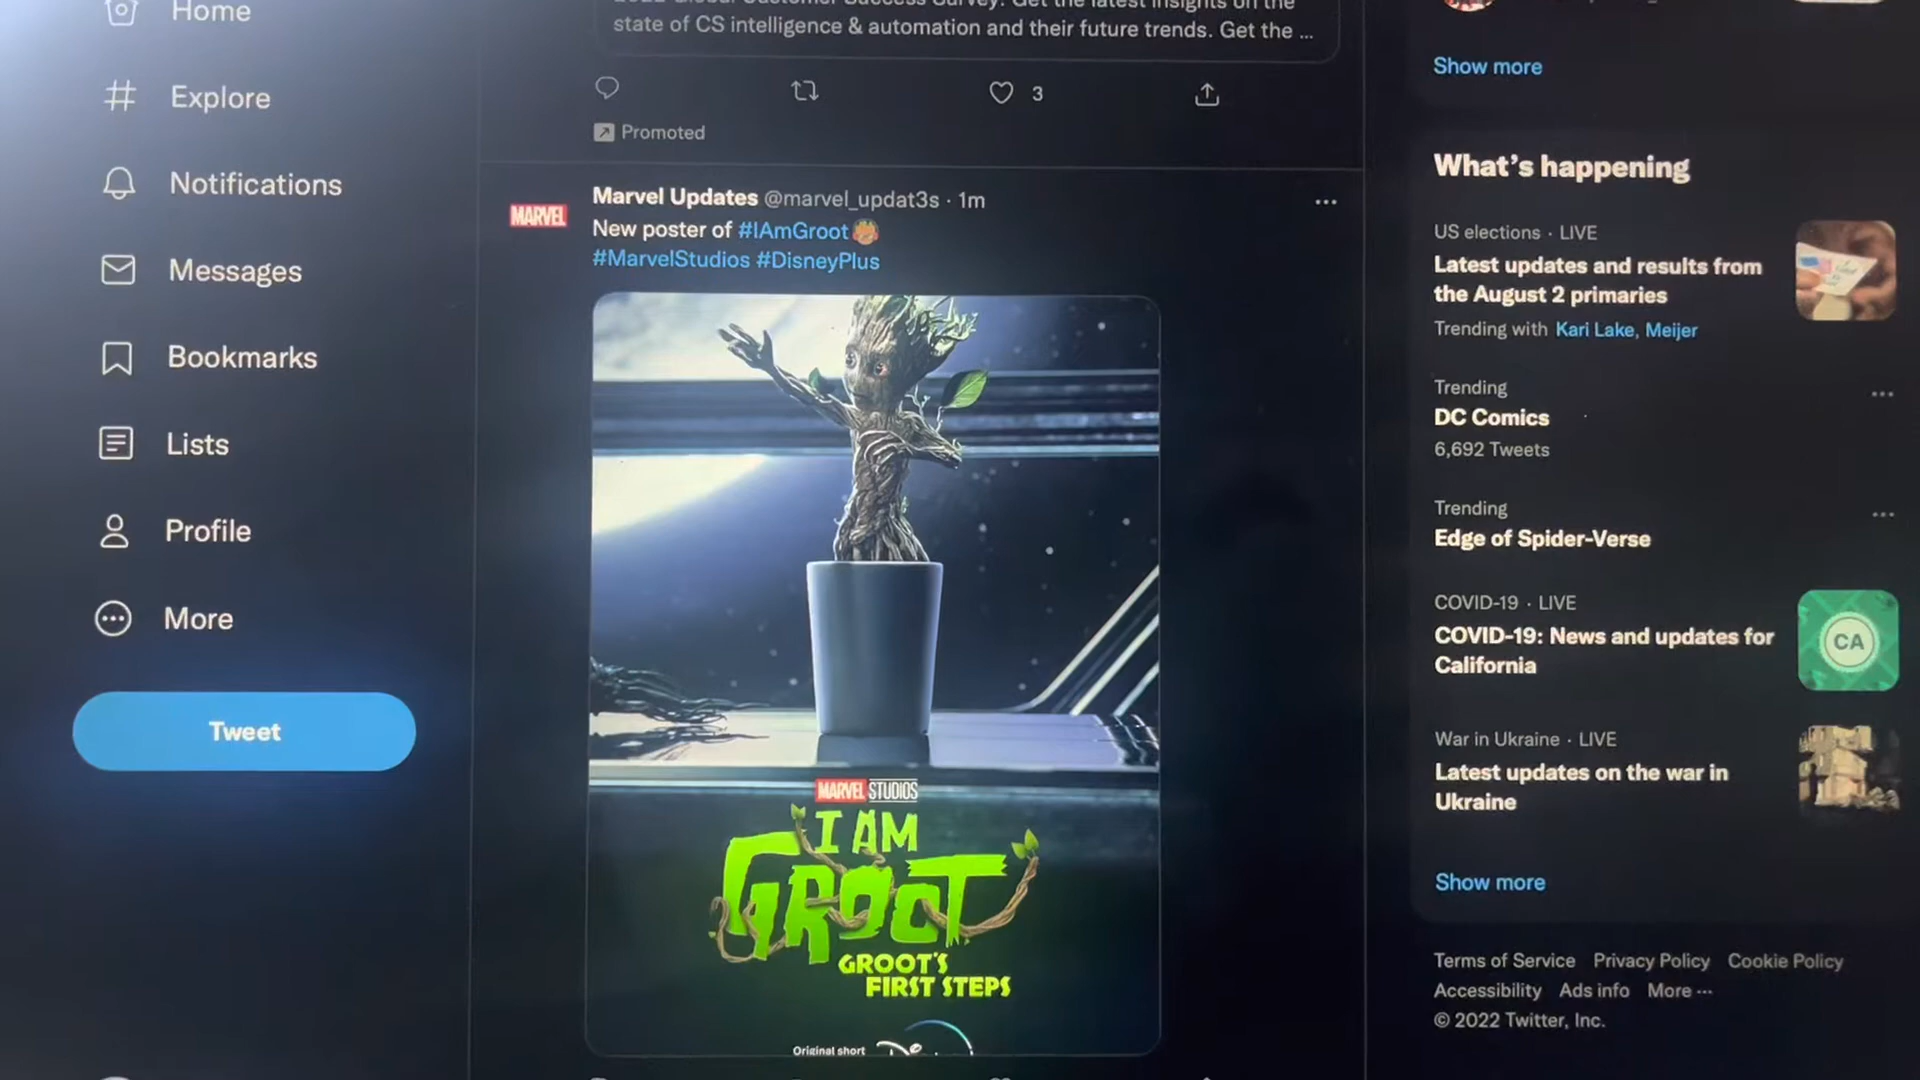 Home
Explore
Notifications
Messages
Bookmarks
Lists
Profile
More
Tweet
state of CS intelligence & automation and their future trends. Get the ...
3
Promoted
MARVEL
Marvel Updates @marvel_updat3s · 1m
New poster of #IAmGroot
#MarvelStudios #DisneyPlus
MARVEL STUDIOS
I AM
GROOT
GROOT'S
FIRST STEPS
Original short
Show more
What's happening
US elections · LIVE
Latest updates and results from
the August 2 primaries
Trending with Kari Lake, Meijer
Trending
DC Comics
6,692 Tweets
Trending
Edge of Spider-Verse
COVID-19 · LIVE
COVID-19: News and updates for
California
CA
War in Ukraine · LIVE
Latest updates on the war in
Ukraine
Show more
Terms of Service Privacy Policy Cookie Policy
Accessibility Ads info More ...
© 2022 Twitter, Inc.